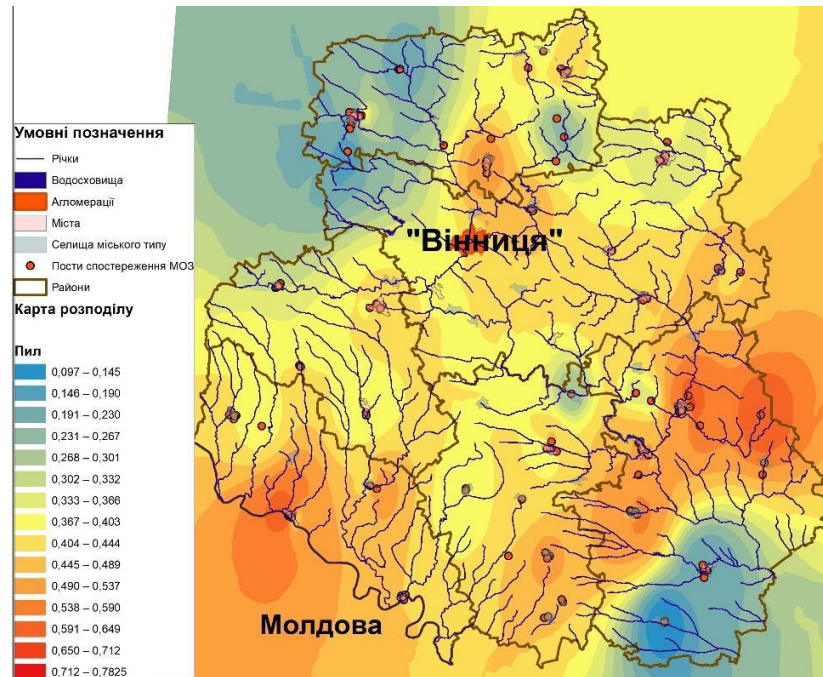 Умовні позначення
Річки
Водосховища
Агломерації
Міста
Селища міського типу
Пости спостереження МОЗ
Райони
Карта розподілу
Пил
0,097 – 0,145
0,146 – 0,190
0,191 – 0,230
0,231 – 0,267
0,268 – 0,301
0,302 – 0,332
0,333 – 0,366
0,367 – 0,403
0,404 – 0,444
0,445 – 0,489
0,490 – 0,537
0,538 – 0,590
0,591 – 0,649
0,650 – 0,712
0,712 – 0,7825
"Вінниця"
Молдова